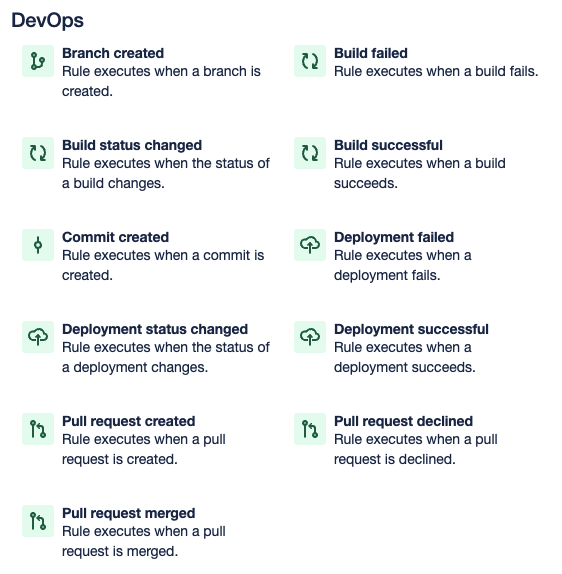 DevOps
Branch created
Rule executes when a branch is
created.
Build failed
Rule executes when a build fails.
Build status changed
Rule executes when the status of
a build changes.
Build successful
Rule executes when a build
succeeds.
Commit created
Rule executes when a commit is
created.
Deployment failed
Rule executes when a
deployment fails.
Deployment status changed
Rule executes when the status of
a deployment changes.
Deployment successful
Rule executes when a
deployment succeeds.
Pull request created
Rule executes when a pull
request is created.
Pull request declined
Rule executes when a pull
request is declined.
Pull request merged
Rule executes when a pull
request is merged.